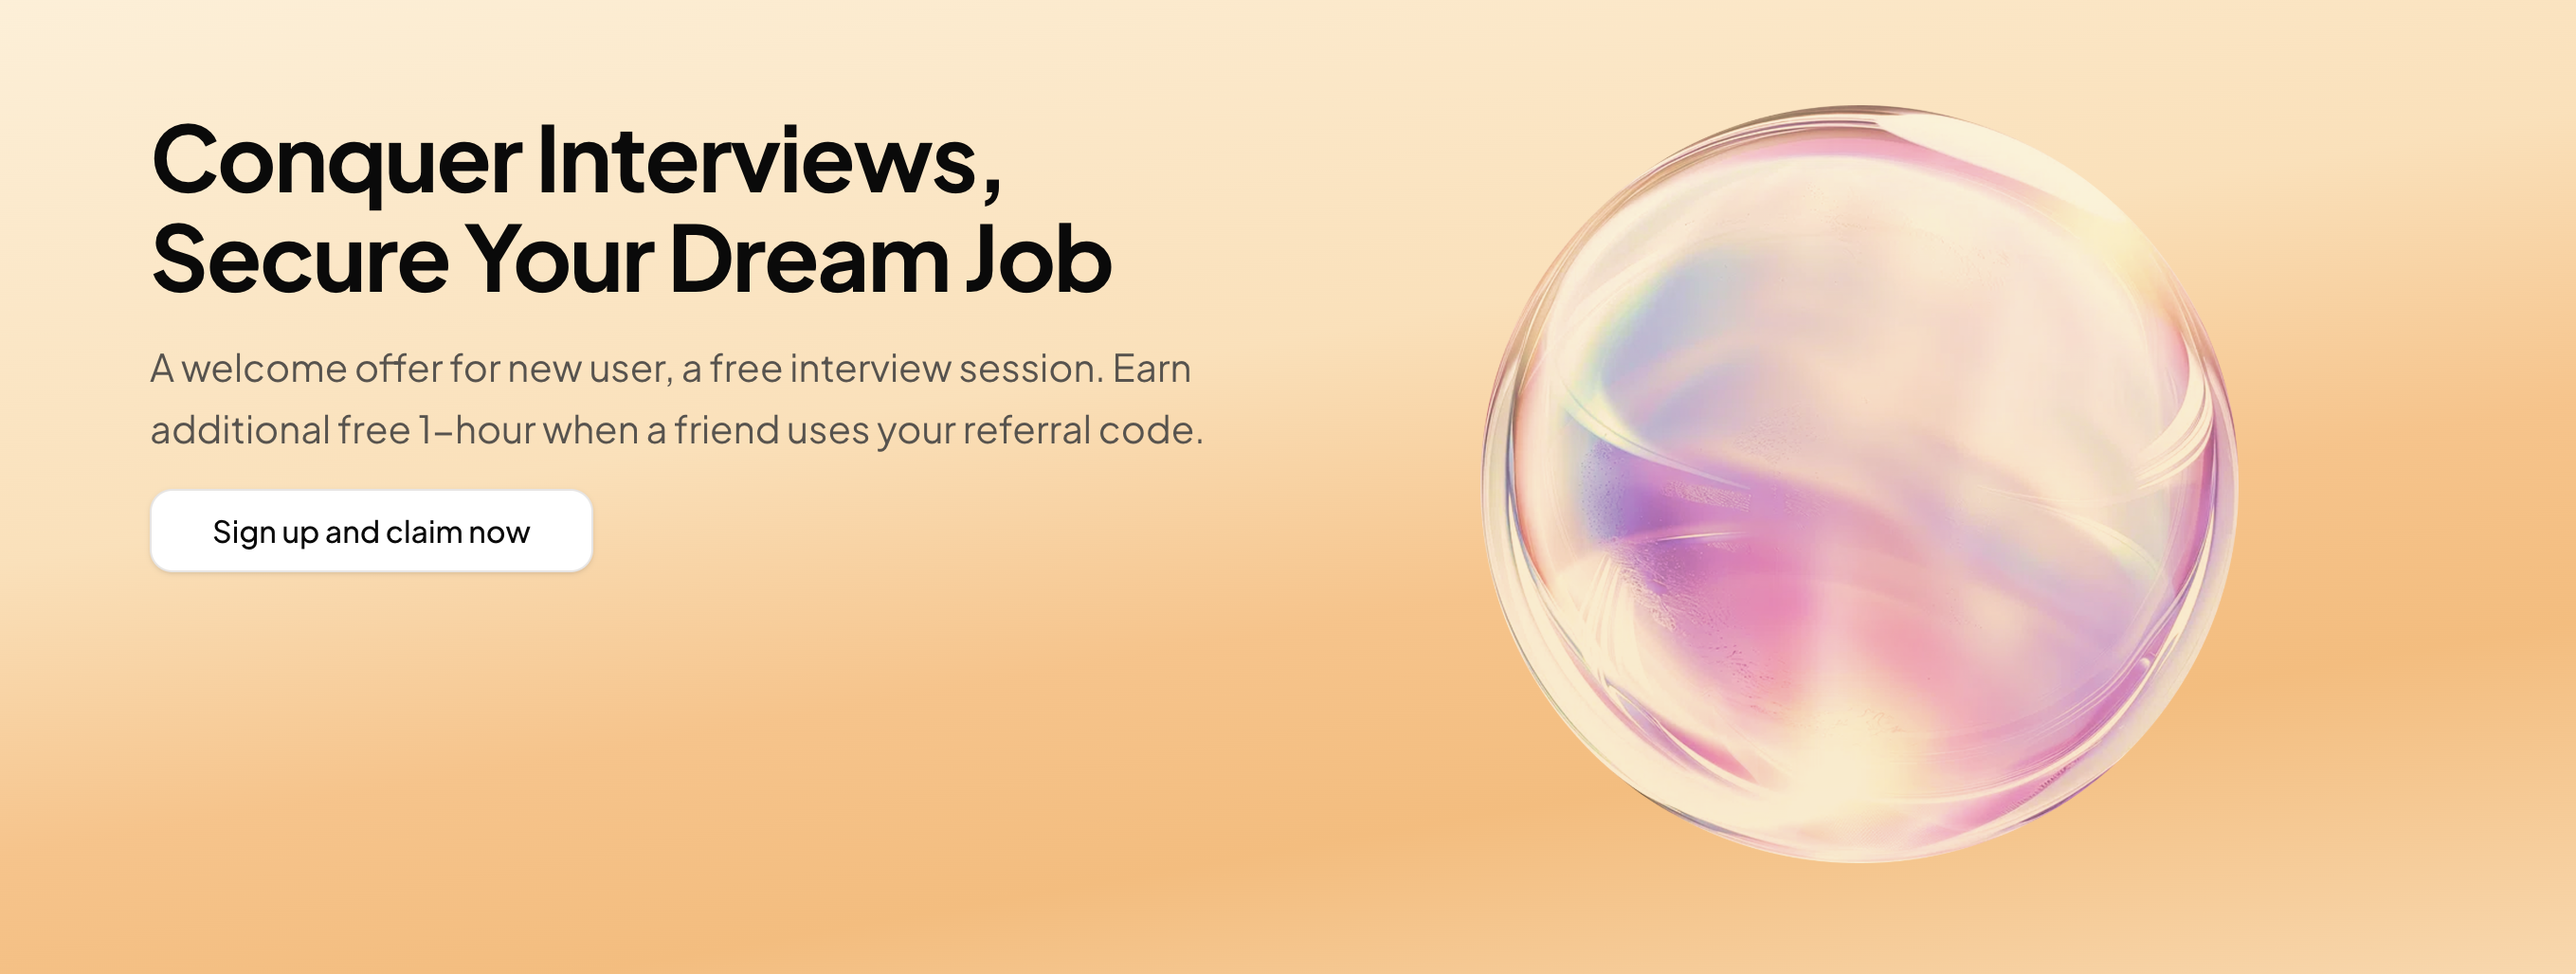 Conquer Interviews,
Secure Your Dream Job
A welcome offer for new user, a free interview session. Earn
additional free 1–hour when a friend uses your referral code.
Sign up and claim now